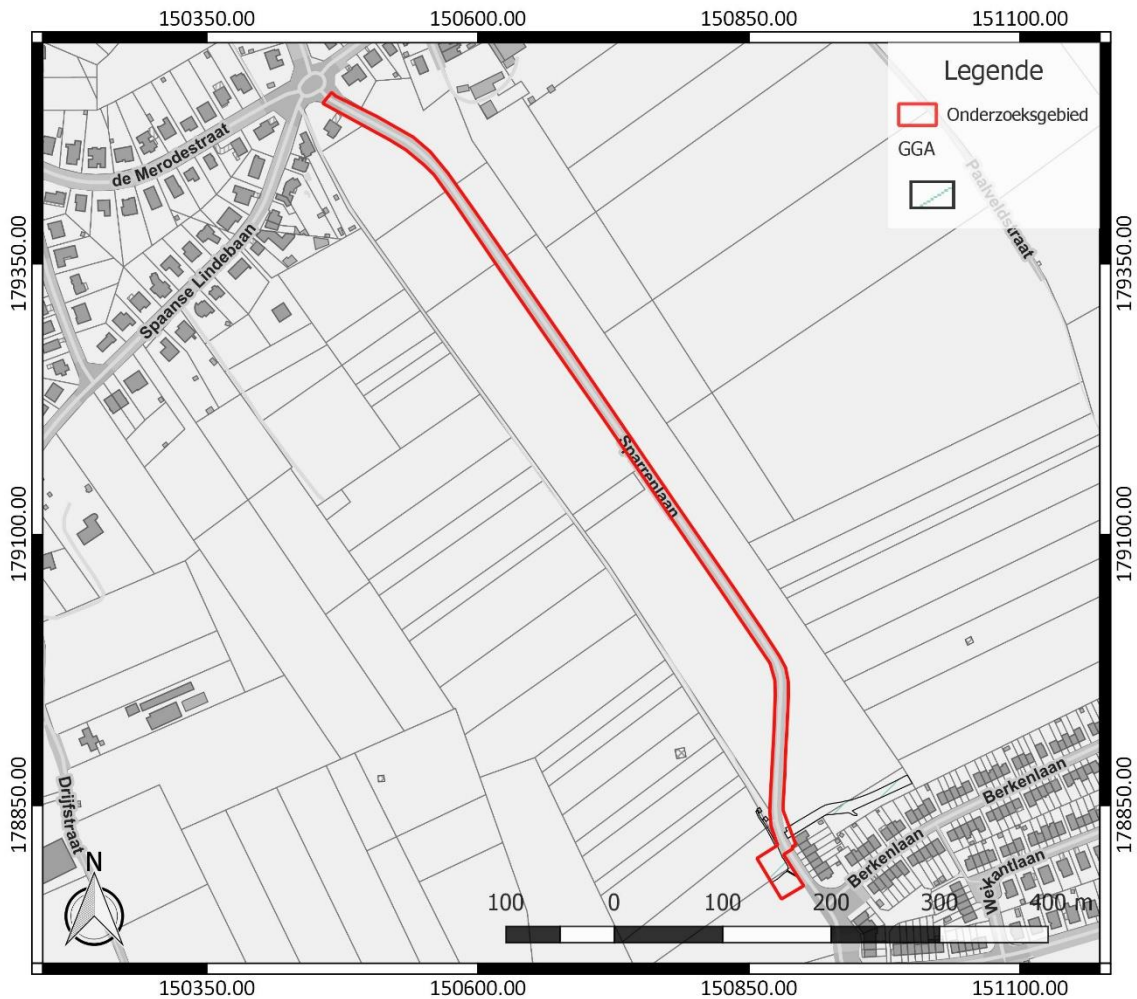 150350.00 150600.00 150850.00 151100.00
Legende
Onderzoeksgebied
GGA
de Merodestraat
Paalveldstraat
Spaanse Lindebaan
179350.00
179350.00
Sparrenlaan
179100.00
179100.00
Drijfstraat
178850.00
178850.00
Berkenlaan
Berkenlaan
N
100 0 100 200 300 400 m
150350.00 150600.00 150850.00 151100.00